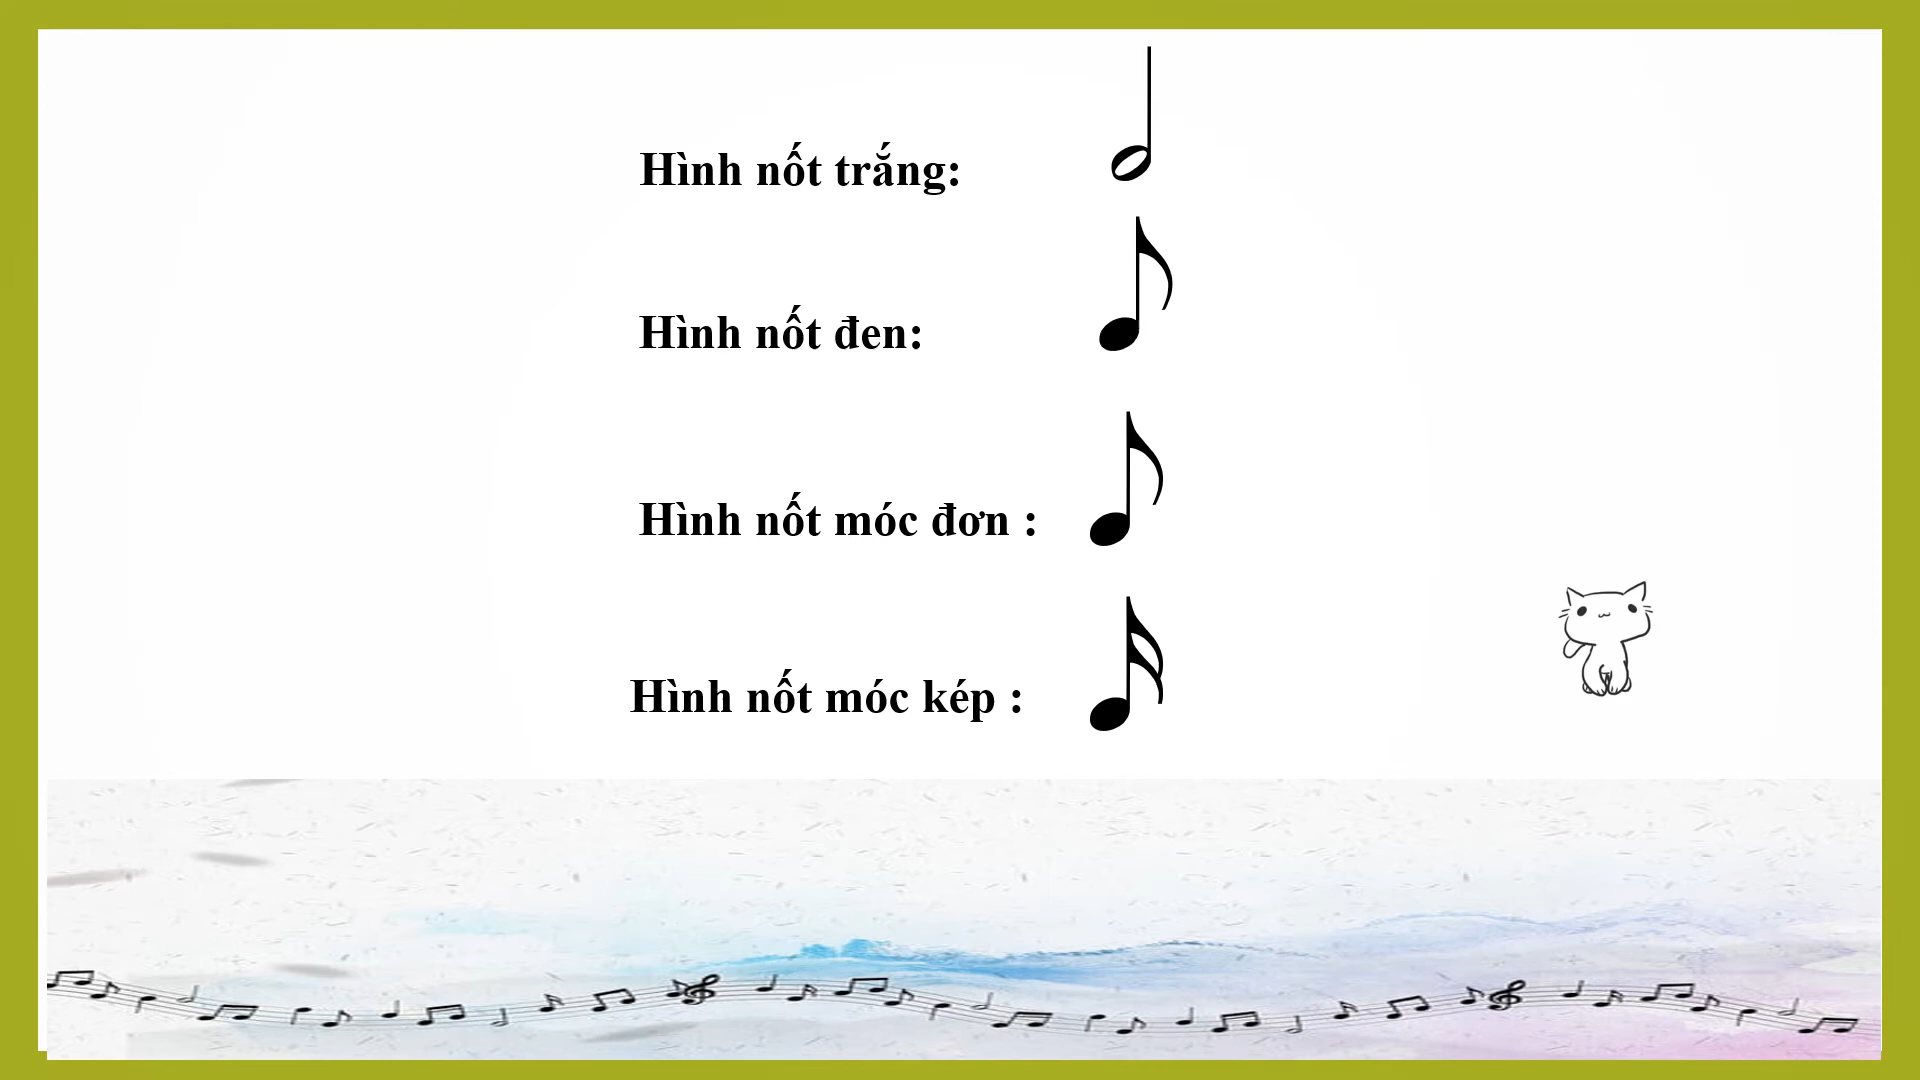 Hình nốt trắng:
Hình nốt đen:
Hình nốt móc đơn :
Hình nốt móc kép :